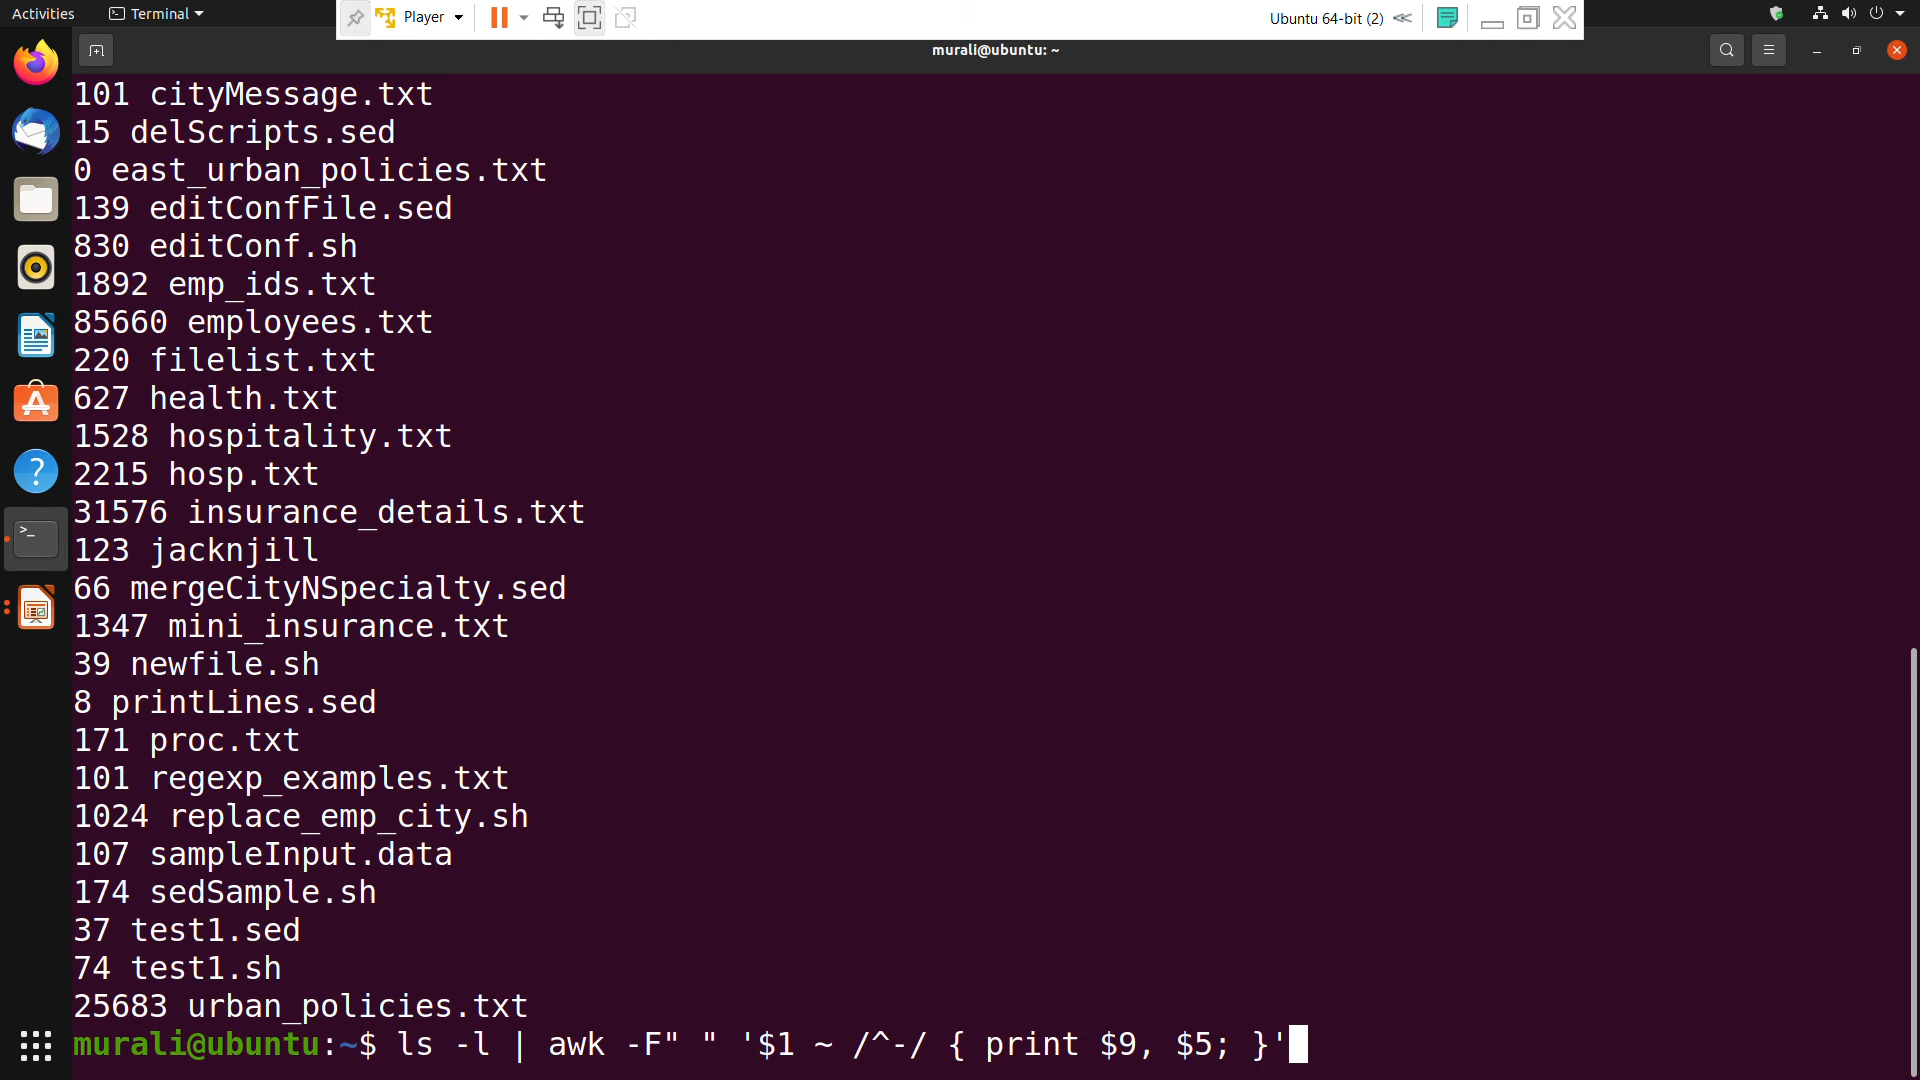 Activities
Terminal
Player
Ubuntu 64-bit (2)
murali@ubuntu: ~
101 cityMessage.txt
15 delScripts.sed
0 east_urban_policies.txt
139 editConfFile.sed
830 editConf.sh
1892 emp_ids.txt
85660 employees.txt
220 filelist.txt
627 health.txt
1528 hospitality.txt
2215 hosp.txt
31576 insurance_details.txt
123 jacknjill
66 mergeCityNSpecialty.sed
1347 mini_insurance.txt
39 newfile.sh
8 printLines.sed
171 proc.txt
101 regexp_examples.txt
1024 replace_emp_city.sh
107 sampleInput.data
174 sedSample.sh
37 test1.sed
74 test1.sh
25683 urban_policies.txt
murali@ubuntu:~$ ls -l | awk -F" " '$1 ~ /^-/ { print $9, $5; }'